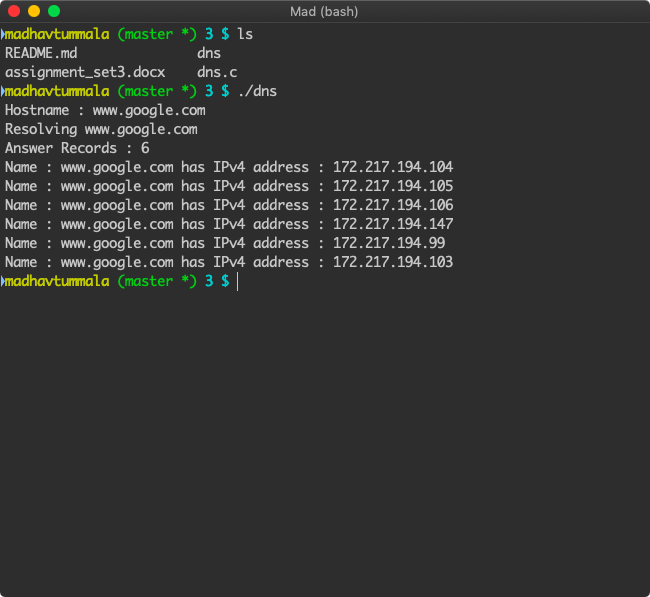 Mad (bash)
madhavtummala (master *) 3 $ ls
README.md dns
assignment_set3.docx dns.c
madhavtummala (master *) 3 $ ./dns
Hostname : www.google.com
Resolving www.google.com
Answer Records : 6
Name : www.google.com has IPv4 address : 172.217.194.104
Name : www.google.com has IPv4 address : 172.217.194.105
Name : www.google.com has IPv4 address : 172.217.194.106
Name : www.google.com has IPv4 address : 172.217.194.147
Name : www.google.com has IPv4 address : 172.217.194.99
Name : www.google.com has IPv4 address : 172.217.194.103
madhavtummala (master *) 3 $